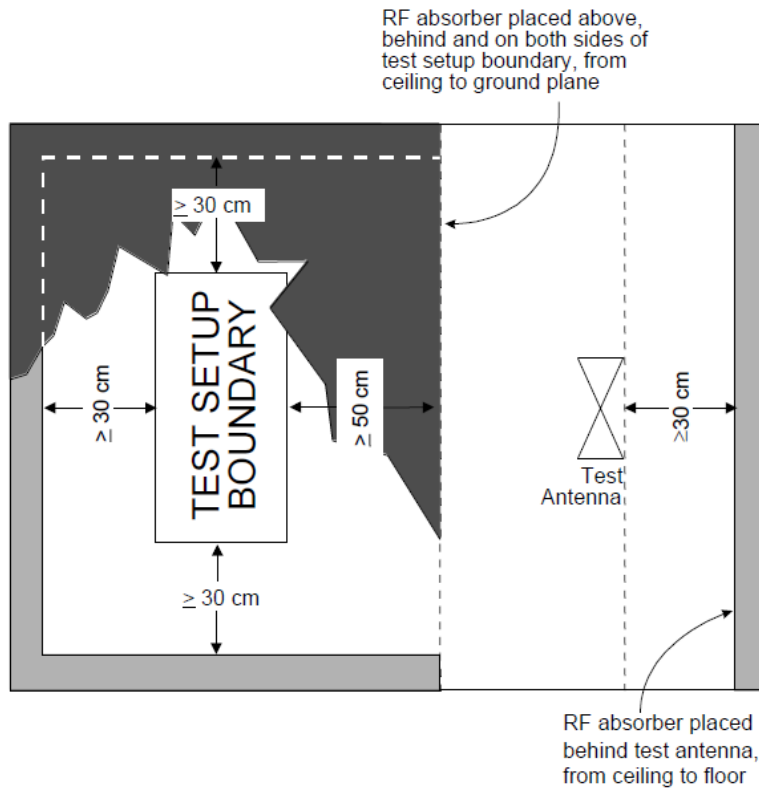 RF absorber placed above,
behind and on both sides of
test setup boundary, from
ceiling to ground plane
≥ 30 cm
TEST SETUP
BOUNDARY
≥ 30 cm
≥ 50 cm
≥30 cm
Test
Antenna
≥ 30 cm
RF absorber placed
behind test antenna,
from ceiling to floor